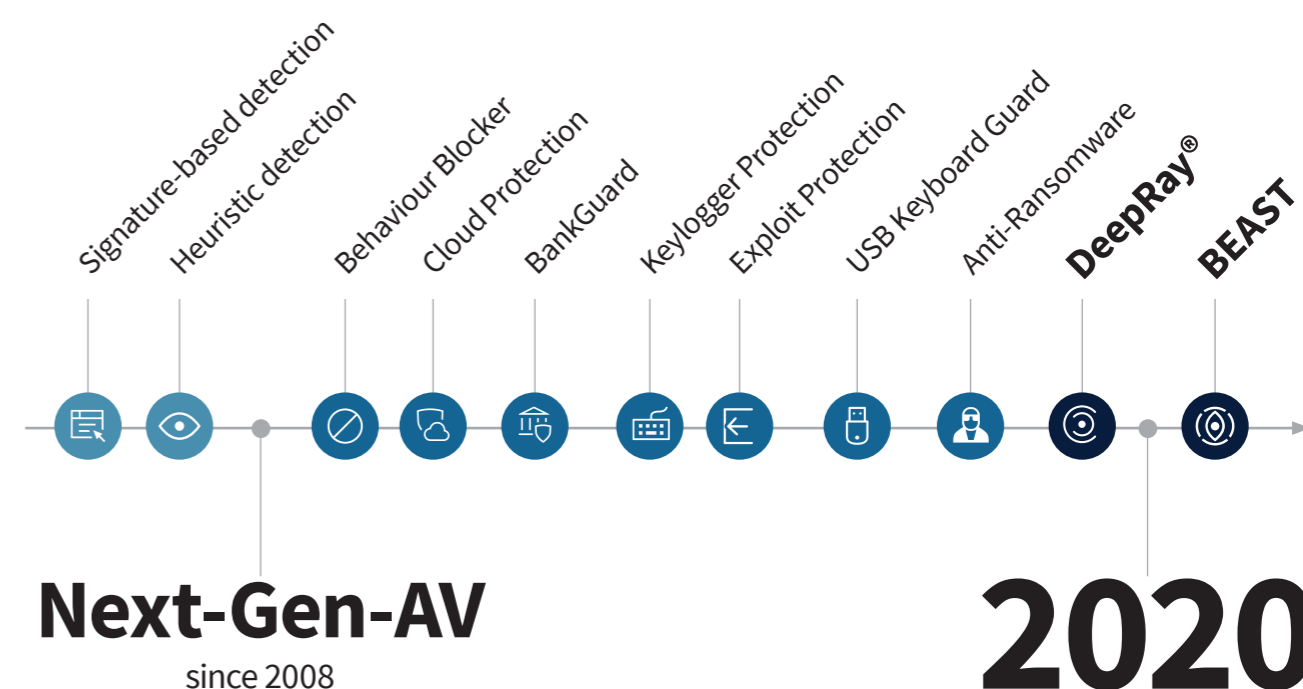 Signature-based detection
Heuristic detection
Behaviour Blocker
Cloud Protection
BankGuard
Keylogger Protection
Exploit Protection
USB Keyboard Guard
Anti-Ransomware
DeepRay®
BEAST
Next-Gen-AV
since 2008
2020